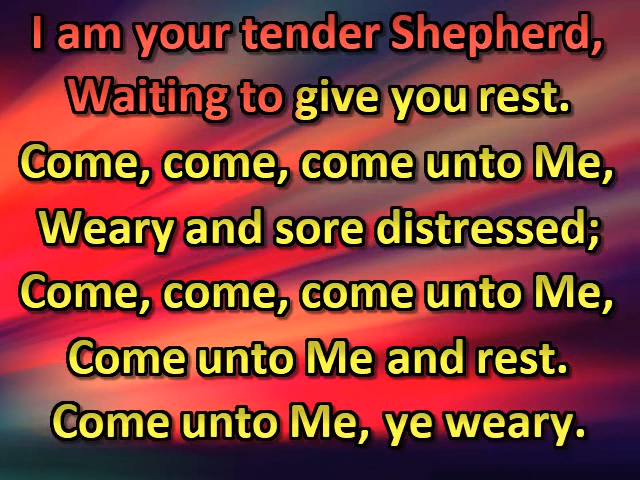 I am your tender Shepherd,
Waiting to give you rest.
Come, come, come unto Me,
Weary and sore distressed;
Come, come, come unto Me,
Come unto Me and rest.
Come unto Me, ye weary.